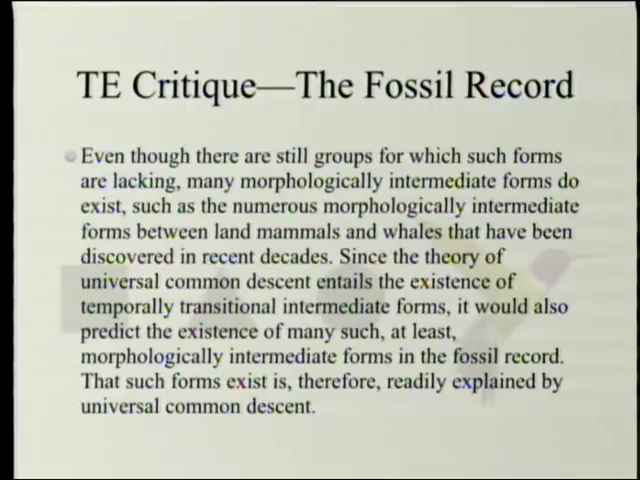 TE Critique—The Fossil Record
Even though there are still groups for which such forms
are lacking, many morphologically intermediate forms do
exist, such as the numerous morphologically intermediate
forms between land mammals and whales that have been
discovered in recent decades. Since the theory of
universal common descent entails the existence of
temporally transitional intermediate forms, it would also
predict the existence of many such, at least,
morphologically intermediate forms in the fossil record.
That such forms exist is, therefore, readily explained by
universal common descent.